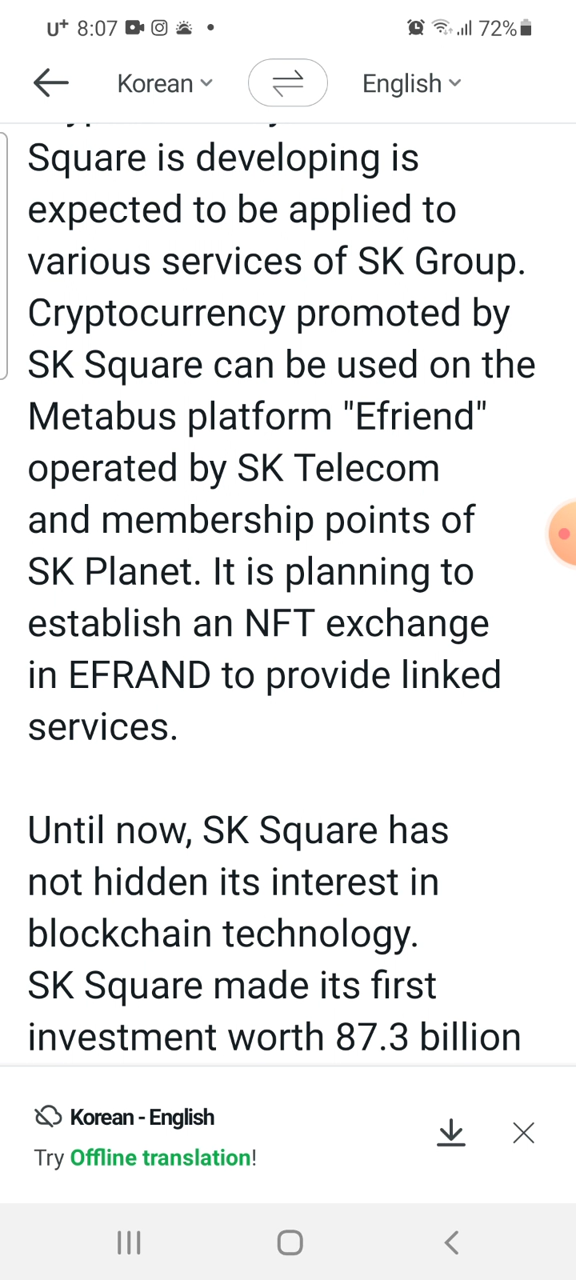 U+ 8:07
72%
Korean
English
Square is developing is
expected to be applied to
various services of SK Group.
Cryptocurrency promoted by
SK Square can be used on the
Metabus platform "Efriend"
operated by SK Telecom
and membership points of
SK Planet. It is planning to
establish an NFT exchange
in EFRAND to provide linked
services.
Until now, SK Square has
not hidden its interest in
blockchain technology.
SK Square made its first
investment worth 87.3 billion
Korean - English
Try Offline translation!